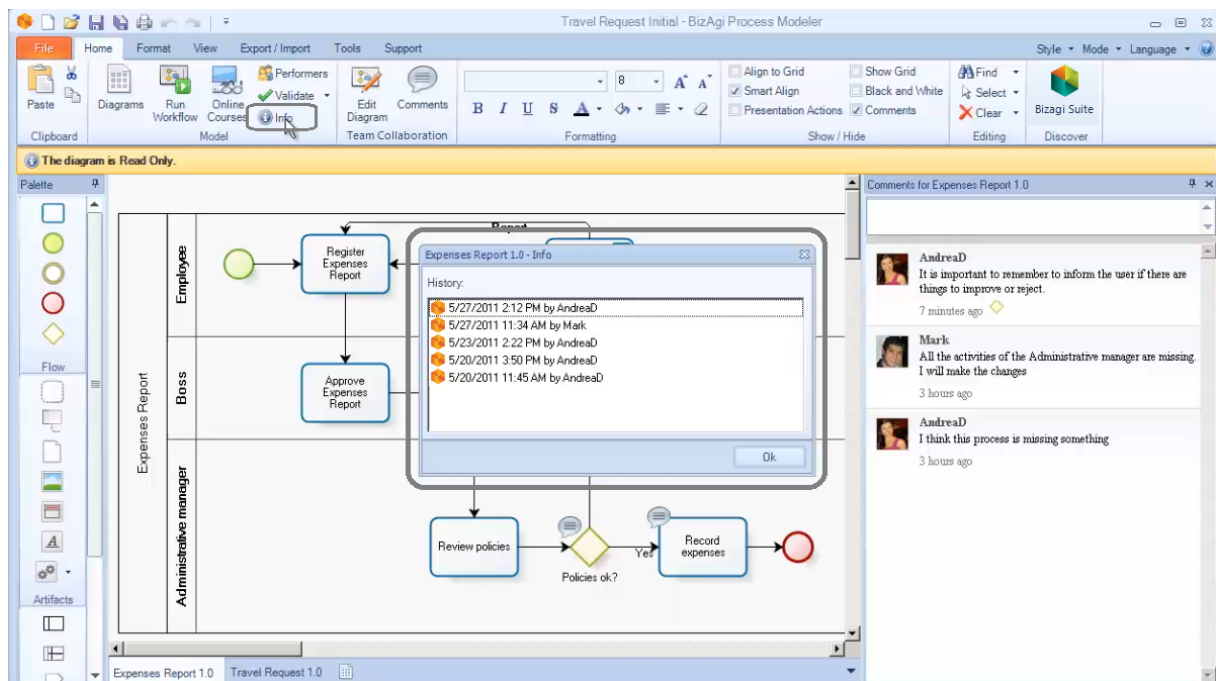 Travel Request Initial - BizAgi Process Modeler
File Home Format View Export / Import Tools Support
Style Mode Language
Paste
Clipboard
Diagrams
Run Workflow
Online Courses
Performers
Validate
Info
Model
Edit Diagram
Comments
Team Collaboration
8
A A
B I U S A
Formatting
Align to Grid
Smart Align
Presentation Actions
Show Grid
Black and White
Comments
Show / Hide
Find
Select
Clear
Editing
Bizagi Suite
Discover
The diagram is Read Only.
Palette
Flow
A
Artifacts
Expenses Report
Employee
Boss
Administrative manager
Register
Expenses
Report
Report
Approve
Expenses
Report
Expenses Report 1.0 - Info
History:
5/27/2011 2:12 PM by AndreaD
5/27/2011 11:34 AM by Mark
5/23/2011 2:22 PM by AndreaD
5/20/2011 3:50 PM by AndreaD
5/20/2011 11:45 AM by AndreaD
Ok
Review policies
Policies ok?
Yes
Record
expenses
Comments for Expenses Report 1.0
AndreaD
It is important to remember to inform the user if there are
things to improve or reject.
7 minutes ago
Mark
All the activities of the Administrative manager are missing.
I will make the changes
3 hours ago
AndreaD
I think this process is missing something
3 hours ago
Expenses Report 1.0 Travel Request 1.0